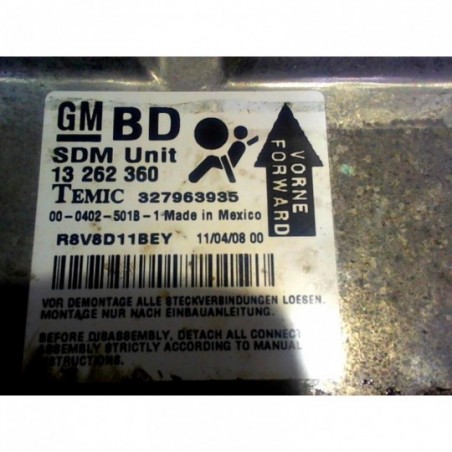 GM BD
SDM Unit
13 262 360
TEMIC 327963935
00-0402-501B-1 Made in Mexico
R8V8D11BEY 11/04/08 00
VORNE
FORWARD
VOR DEMONTAGE ALLE STECKVERBINDUNGEN LOESEN.
MONTAGE NUR NACH EINBAUANLEITUNG.
BEFORE DISASSEMBLY, DETACH ALL CONNECT
ASSEMBLY STRICTLY ACCORDING TO MANUAL
INSTRUCTIONS.